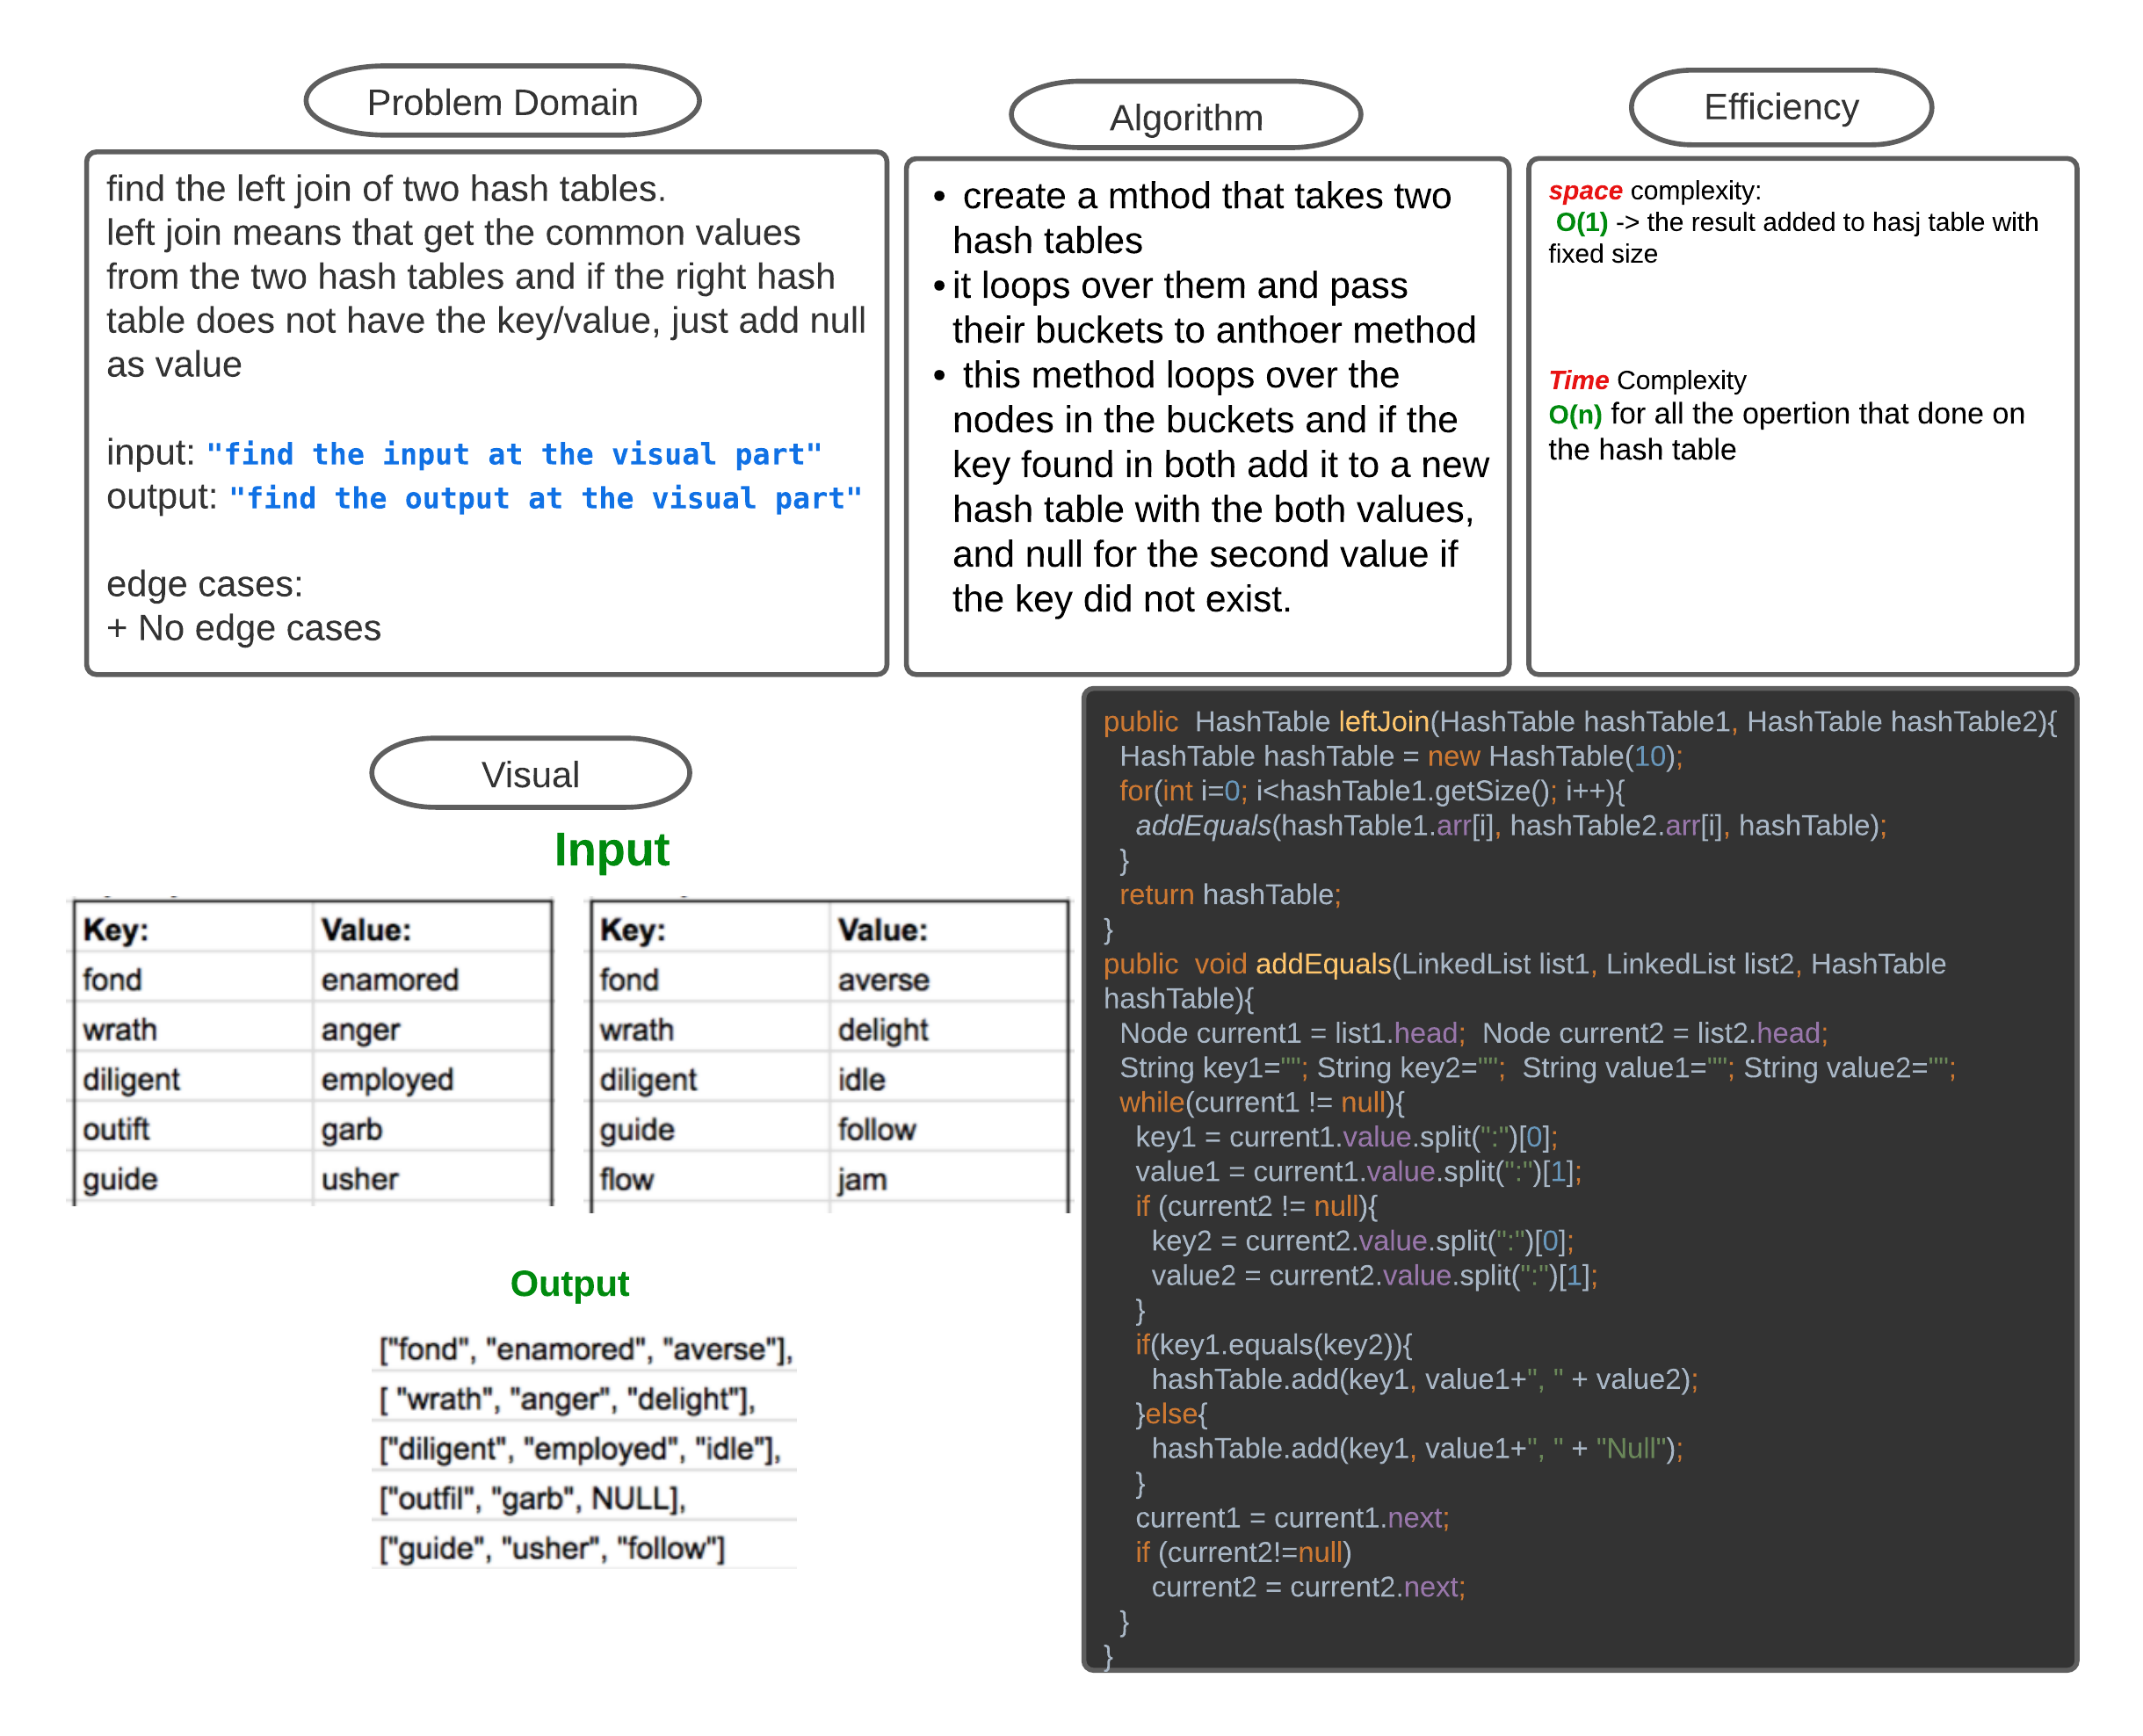 Problem Domain
find the left join of two hash tables.
left join means that get the common values
from the two hash tables and if the right hash
table does not have the key/value, just add null
as value
input: "find the input at the visual part"
output: "find the output at the visual part"
edge cases:
+ No edge cases
Algorithm
• create a mthod that takes two
hash tables
• it loops over them and pass
their buckets to anthoer method
• this method loops over the
nodes in the buckets and if the
key found in both add it to a new
hash table with the both values,
and null for the second value if
the key did not exist.
Efficiency
space complexity:
O(1) -> the result added to hasj table with
fixed size
Time Complexity
O(n) for all the opertion that done on
the hash table
Visual
Input
Key: Value:
fond enamored
wrath anger
diligent employed
outift garb
guide usher
Key: Value:
fond averse
wrath delight
diligent idle
guide follow
flow jam
Output
["fond", "enamored", "averse"],
[ "wrath", "anger", "delight"],
["diligent", "employed", "idle"],
["outfil", "garb", NULL],
["guide", "usher", "follow"]
public  HashTable leftJoin(HashTable hashTable1, HashTable hashTable2){
HashTable hashTable = new HashTable(10);
for(int i=0; i<hashTable1.getSize(); i++){
addEquals(hashTable1.arr[i], hashTable2.arr[i], hashTable);
}
return hashTable;
}
public  void addEquals(LinkedList list1, LinkedList list2, HashTable
hashTable){
Node current1 = list1.head;  Node current2 = list2.head;
String key1=""; String key2="";  String value1=""; String value2="";
while(current1 != null){
key1 = current1.value.split(":")[0];
value1 = current1.value.split(":")[1];
if (current2 != null){
key2 = current2.value.split(":")[0];
value2 = current2.value.split(":")[1];
}
if(key1.equals(key2)){
hashTable.add(key1, value1+", " + value2);
}else{
hashTable.add(key1, value1+", " + "Null");
}
current1 = current1.next;
if (current2!=null)
current2 = current2.next;
}
}